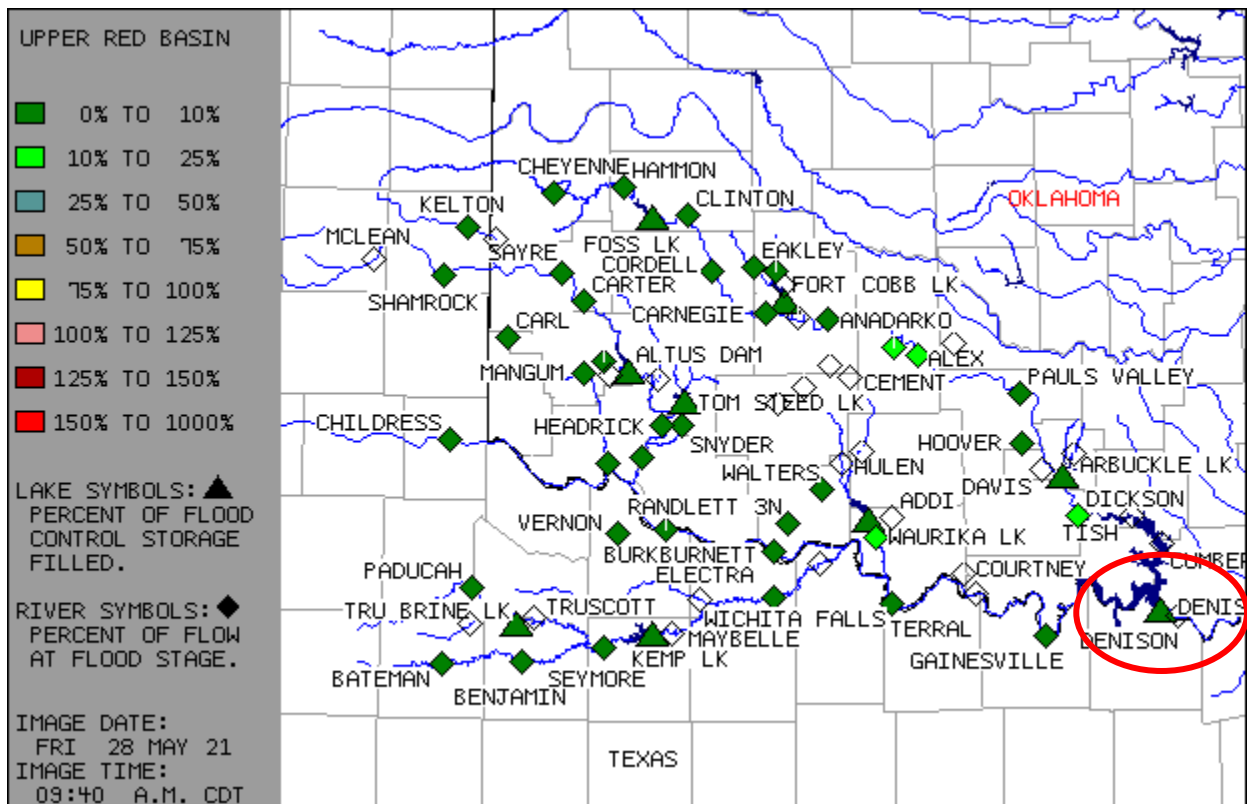 UPPER RED BASIN
0% TO 10%
10% TO 25%
25% TO 50%
50% TO 75%
75% TO 100%
100% TO 125%
125% TO 150%
150% TO 1000%
LAKE SYMBOLS:
PERCENT OF FLOOD
CONTROL STORAGE
FILLED.
RIVER SYMBOLS:
PERCENT OF FLOW
AT FLOOD STAGE.
IMAGE DATE:
FRI 28 MAY 21
IMAGE TIME:
09:40 A.M. CDT
CHEYENNE
HAMMON
CLINTON
OKLAHOMA
KELTON
MCLEAN
SAYRE
FOSS LK
EAKLEY
CORDELL
CARTER
FORT COBB LK
SHAMROCK
CARNEGIE
ANADARKO
CARL
ALTUS DAM
ALEX
MANGUM
CEMENT
PAULS VALLEY
TOM STEED LK
CHILDRESS
HEADRICK
SNYDER
HOOVER
WALTERS
HULEN
ARBUCKLE LK
DAVIS
ADDI
DICKSON
RANDLETT 3N
VERNON
TISH
WAURIKA LK
BURKBURNETT
CUMBER
PADUCAH
ELECTRA
COURTNEY
TRU BRINE LK
TRUSCOTT
WICHITA FALLS
DENIS
MAYBELLE
TERRAL
DENISON
KEMP LK
GAINESVILLE
BATEMAN
SEYMORE
BENJAMIN
TEXAS